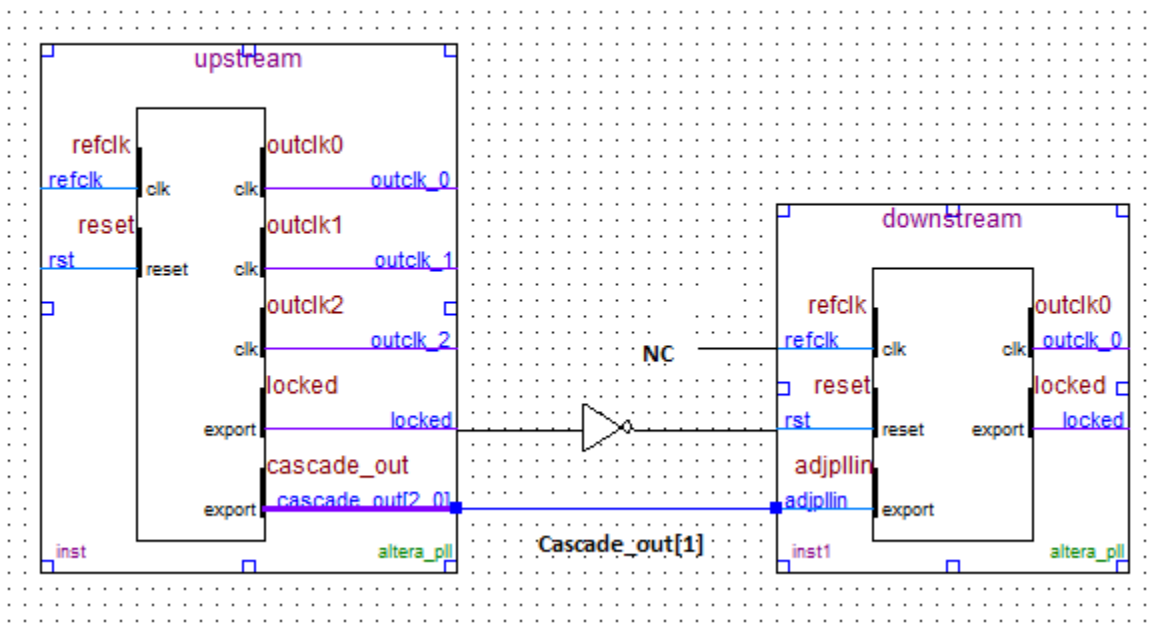 upstream
refclk
outclk0
refclk
clk
clk
outclk_0
reset
outclk1
rst
reset
clk
outclk_1
outclk2
clk
outclk_2
locked
export
locked
cascade_out
export
cascade_out[2_0]
inst
altera_pll
NC
Cascade_out[1]
downstream
refclk
outclk0
refclk
clk
clk
outclk_0
reset
locked
rst
reset
export
locked
adjpllin
adjpllin
export
inst1
altera_pll